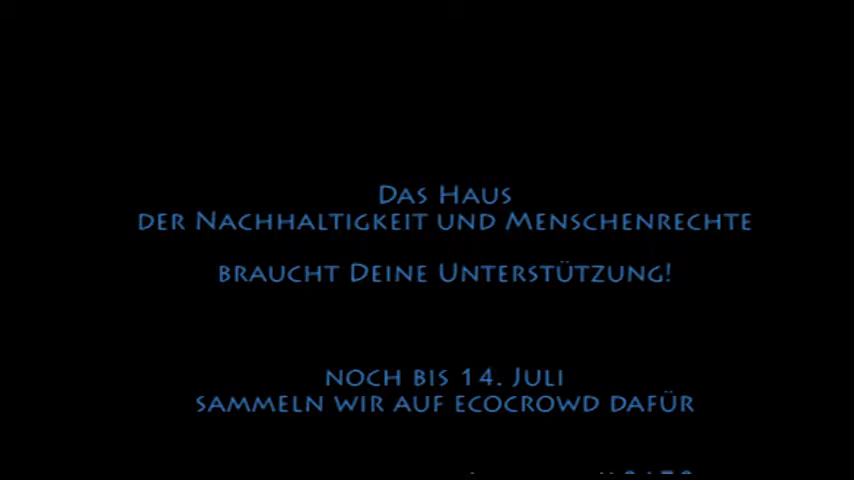 Das Haus
der Nachhaltigkeit und Menschenrechte
braucht Deine Unterstützung!
noch bis 14. Juli
sammeln wir auf ecocrowd dafür